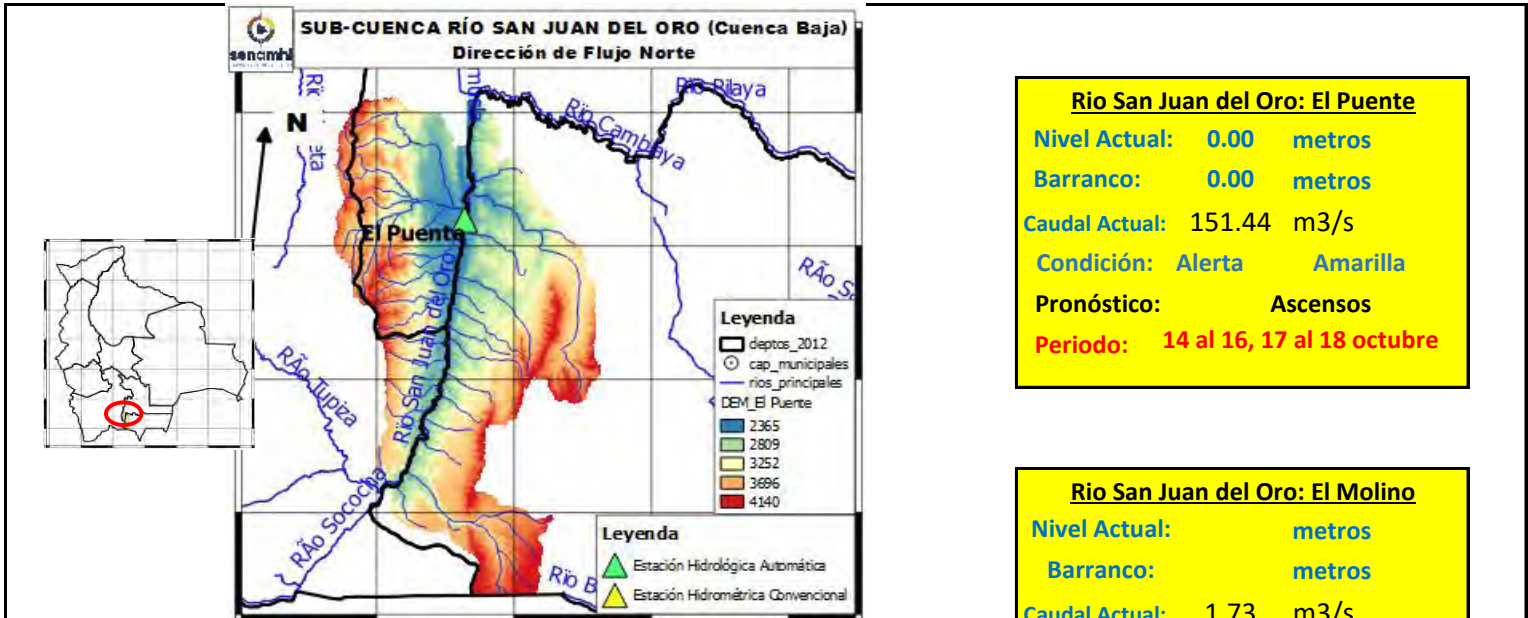 senamhi
SUB-CUENCA RÍO SAN JUAN DEL ORO (Cuenca Baja)
Dirección de Flujo Norte
N
Río Pilaya
Río Cambaya
El Puente
RÃo Tupiza
Río San Juan del Oro
RÃo Sococha
RÃo S
Río B
Leyenda
deptos_2012
cap_municipales
rios_principales
DEM_El Puente
2365
2809
3252
3696
4140
Leyenda
Estación Hidrológica Automática
Estación Hidrométrica Convencional
Rio San Juan del Oro: El Puente
Nivel Actual: 0.00 metros
Barranco: 0.00 metros
Caudal Actual: 151.44 m3/s
Condición: Alerta Amarilla
Pronóstico: Ascensos
Periodo: 14 al 16, 17 al 18 octubre
Rio San Juan del Oro: El Molino
Nivel Actual: metros
Barranco: metros
Caudal Actual: 1.73 m3/s